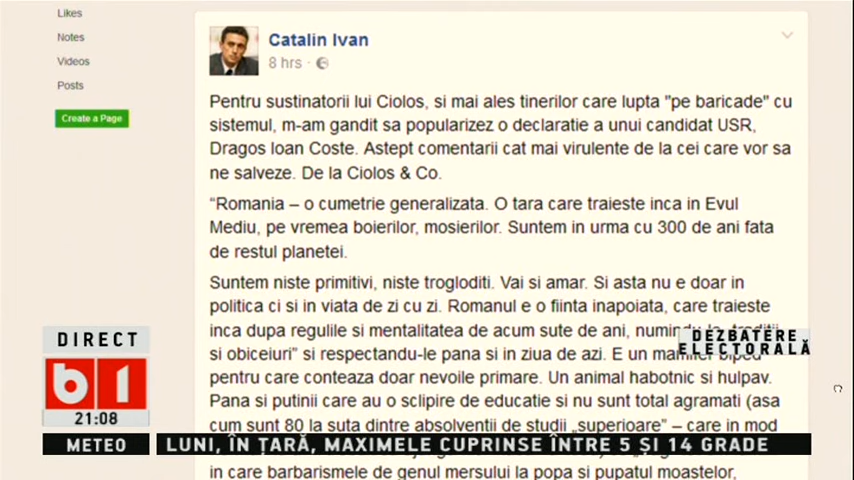 Likes
Notes
Videos
Posts
Create a Page
Catalin Ivan
8 hrs
Pentru sustinatorii lui Ciolos, si mai ales tinerilor care lupta "pe baricade" cu
sistemul, m-am gandit sa popularizez o declaratie a unui candidat USR,
Dragos Ioan Coste. Astept comentarii cat mai virulente de la cei care vor sa
ne salveze. De la Ciolos & Co.
“Romania – o cumetrie generalizata. O tara care traieste inca in Evul
Mediu, pe vremea boierilor, mosierilor. Suntem in urma cu 300 de ani fata
de restul planetei.
Suntem niste primitivi, niste trogloditi. Vai si amar. Si asta nu e doar in
politica ci si in viata de zi cu zi. Romanul e o fiinta inapoiata, care traieste
inca dupa regulile si mentalitatea de acum sute de ani,
si obiceiuri” si respectandu-le pana si in ziua de azi. E un
pentru care conteaza doar nevoile primare. Un animal habotnic si hulpav.
Pana si putinii care au o sclipire de educatie si nu sunt total agramati (asa
cum sunt 80 la suta dintre absolventii de studii „superioare” – care in mod
in care barbarismele de genul mersului la popa si pupatul moastelor,
DEZBATERE
ELECTORALĂ
DIRECT
b1
21:08
METEO LUNI, ÎN ȚARĂ, MAXIMELE CUPRINSE ÎNTRE 5 ȘI 14 GRADE